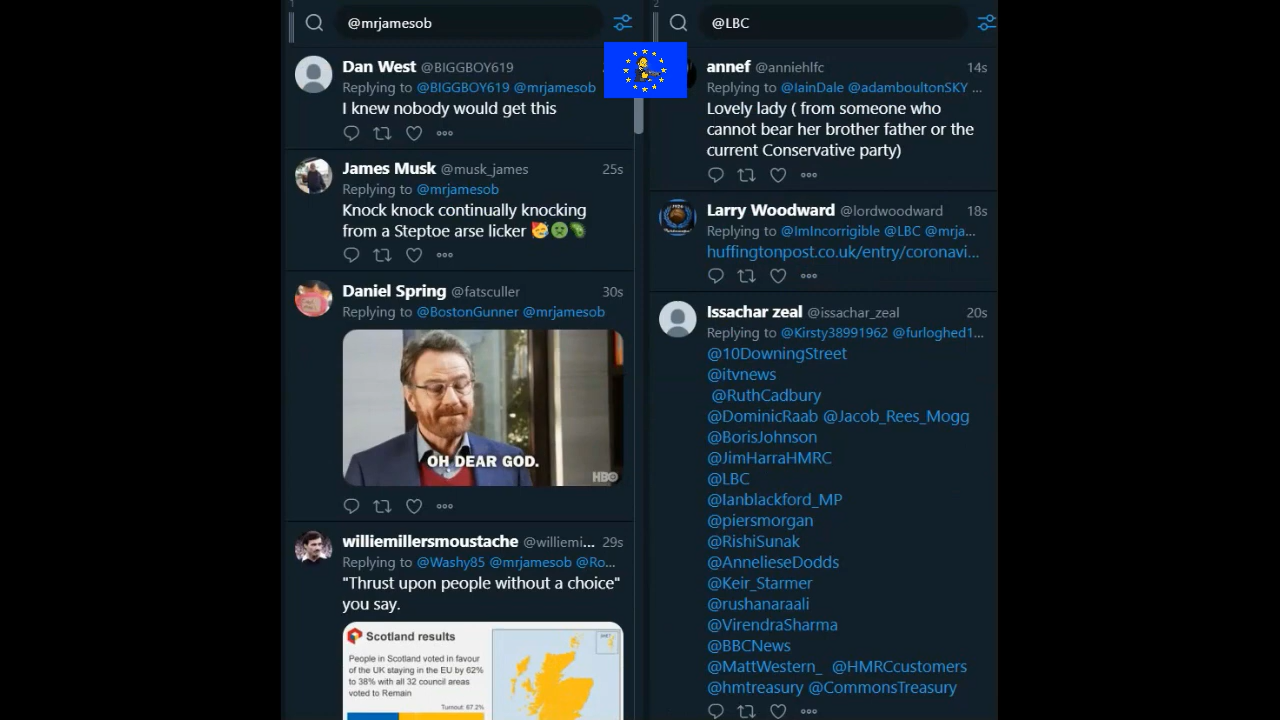 1
@mrjamesob
Dan West @BIGGBOY619
Replying to @BIGGBOY619 @mrjamesob
I knew nobody would get this
James Musk @musk_james 25s
Replying to @mrjamesob
Knock knock continually knocking
from a Steptoe arse licker 🥳🤢🦠
Daniel Spring @fatsculler 30s
Replying to @BostonGunner @mrjamesob
OH DEAR GOD.
HBO
williemillersmoustache @williemi... 29s
Replying to @Washy85 @mrjamesob @Ro...
"Thrust upon people without a choice"
you say.
Scotland results
People in Scotland voted in favour
of the UK staying in the EU by 62%
to 38% with all 32 council areas
voted to Remain
Turnout: 67.2%
2
@LBC
annef @anniehlfc 14s
Replying to @IainDale @adamboultonSKY ...
Lovely lady ( from someone who
cannot bear her brother father or the
current Conservative party)
Larry Woodward @lordwoodward 18s
Replying to @ImIncorrigible @LBC @mrja...
huffingtonpost.co.uk/entry/coronavi...
Issachar zeal @issachar_zeal 20s
Replying to @Kirsty38991962 @furloghed1...
@10DowningStreet
@itvnews
@RuthCadbury
@DominicRaab @Jacob_Rees_Mogg
@BorisJohnson
@JimHarraHMRC
@LBC
@Ianblackford_MP
@piersmorgan
@RishiSunak
@AnnelieseDodds
@Keir_Starmer
@rushanaraali
@VirendraSharma
@BBCNews
@MattWestern_ @HMRCcustomers
@hmtreasury @CommonsTreasury